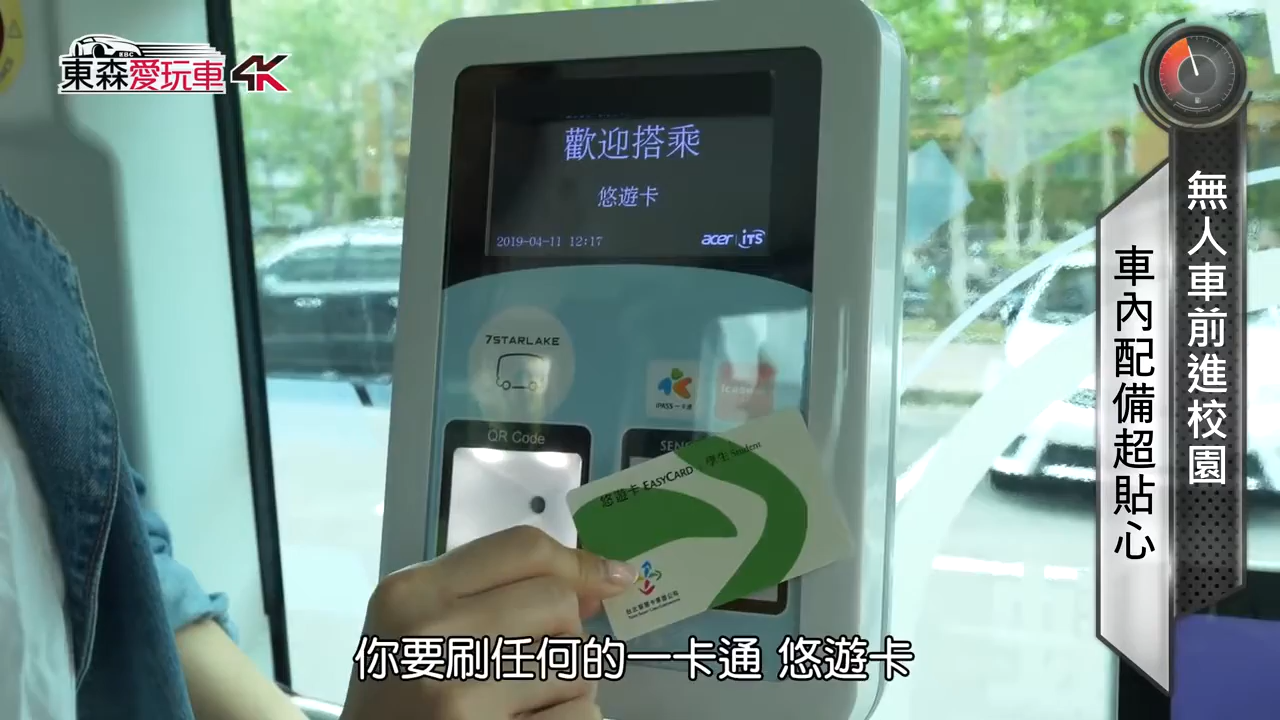 EBC
東森愛玩車 4K
歡迎搭乘
悠遊卡
2019-04-11 12:17
acer ITS
7STARLAKE
iPASS 一卡通
icash
QR Code
SENS
悠遊卡 EASYCARD 學生 Student
無人車前進校園
車內配備超貼心
你要刷任何的一卡通 悠遊卡